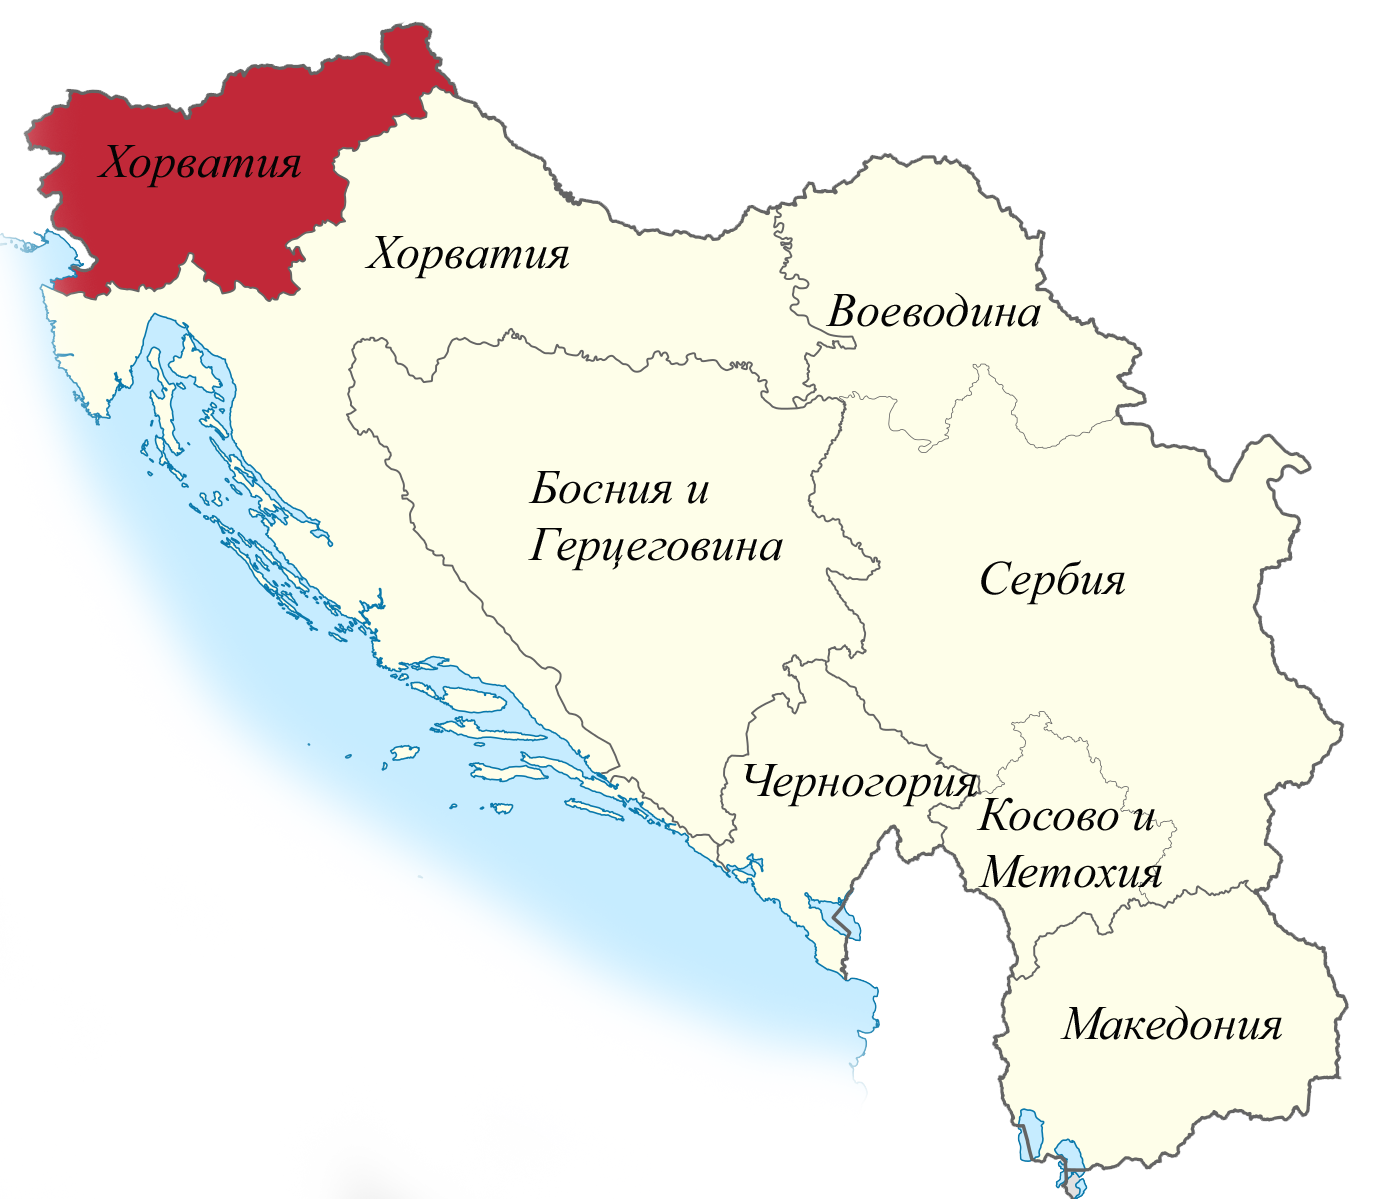 Хорватия
Хорватия
Воеводина
Босния и
Герцеговина
Сербия
Черногория
Косово и
Метохия
Македония